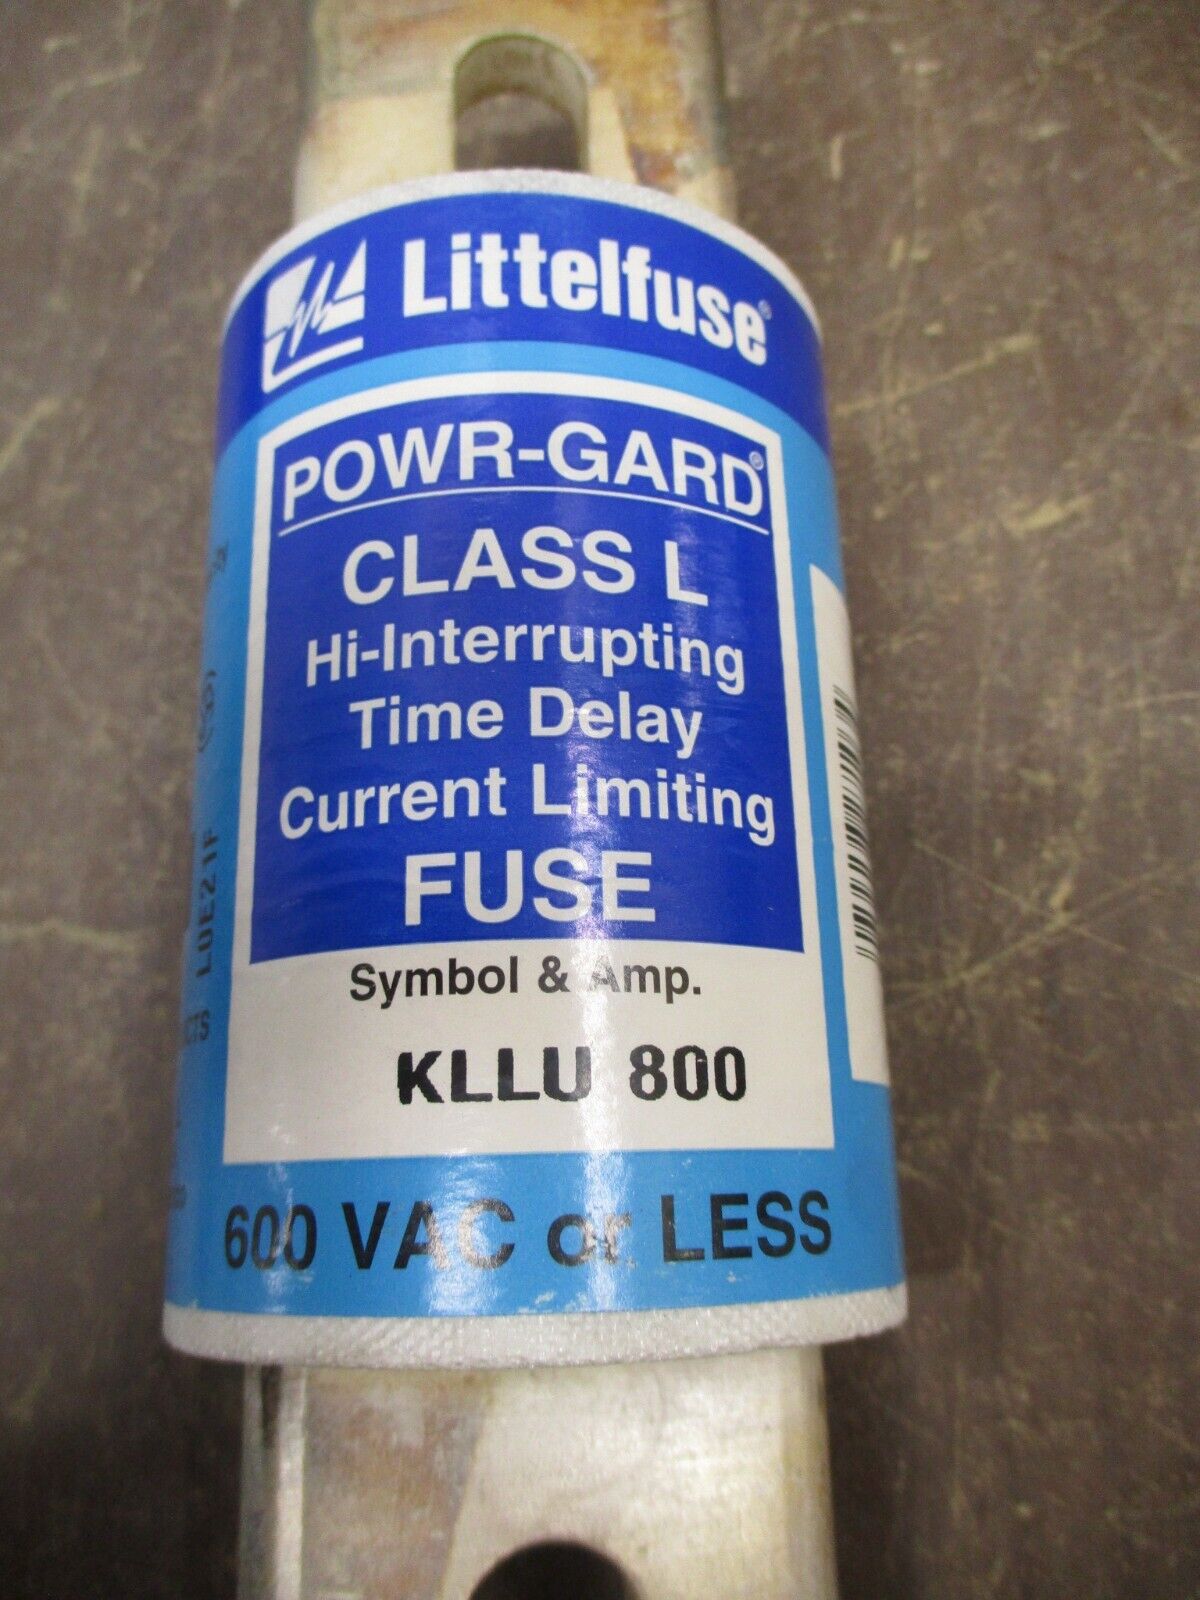 Littelfuse®
POWR-GARD®
CLASS L
Hi-Interrupting
Time Delay
Current Limiting
FUSE
Symbol & Amp.
KLLU 800
600 VAC or LESS
LUE21F